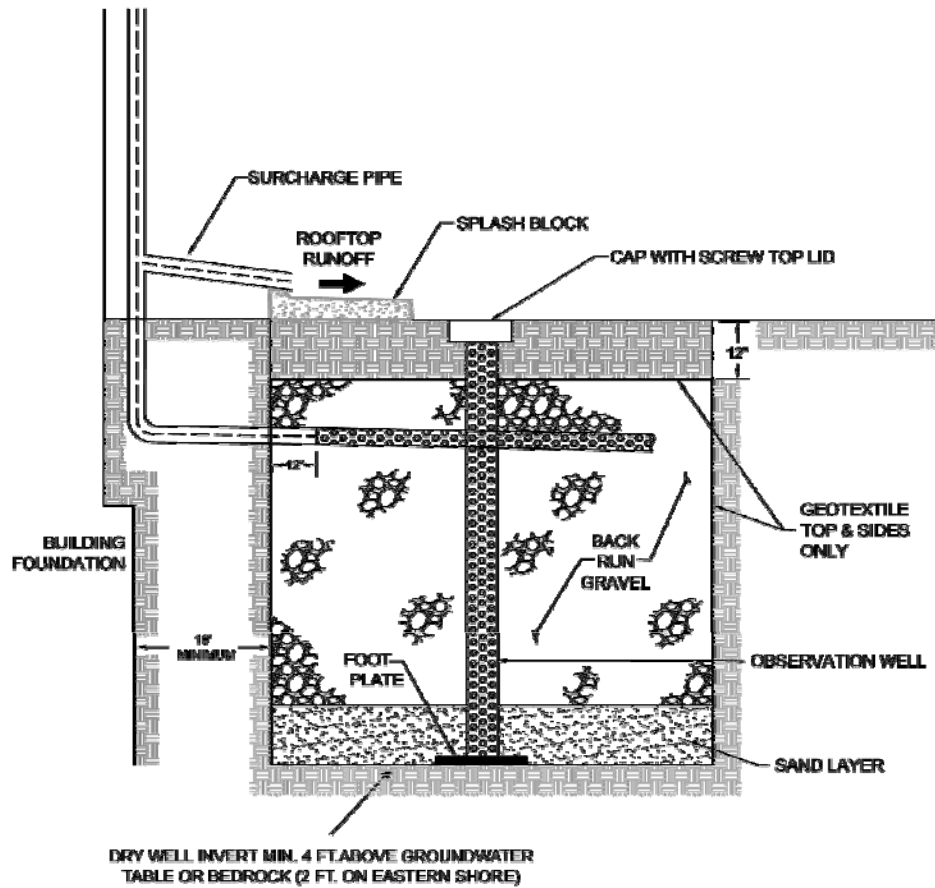 SURCHARGE PIPE
SPLASH BLOCK
ROOFTOP
RUNOFF
CAP WITH SCREW TOP LID
12"
12"
GEOTEXTILE
TOP & SIDES
ONLY
BUILDING
FOUNDATION
BACK
RUN
GRAVEL
MINIMUM
FOOT
PLATE
OBSERVATION WELL
SAND LAYER
DRY WELL INVERT MIN. 4 FT. ABOVE GROUNDWATER
TABLE OR BEDROCK (2 FT. ON EASTERN SHORE)